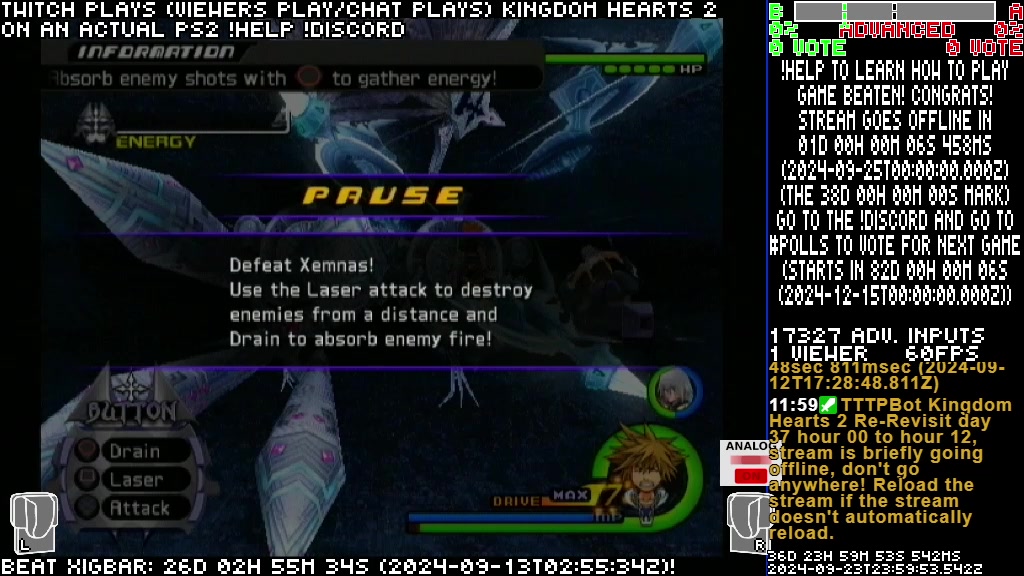 TWITCH PLAYS (VIEWERS PLAY/CHAT PLAYS) KINGDOM HEARTS 2
ON AN ACTUAL PS2 !HELP !DISCORD
INFORMATION
Absorb enemy shots with to gather energy!
HP
ENERGY
PAUSE
Defeat Xemnas!
Use the Laser attack to destroy
enemies from a distance and
Drain to absorb enemy fire!
BUTTON
Drain
Laser
Attack
DRIVE MAX 7
MP
L
ANALOG
R
BEAT XIGBAR: 26D 02H 55M 34S (2024-09-13T02:55:34Z)!
B A
0% ADVANCED 0%
0 VOTE 0 VOTE
!HELP TO LEARN HOW TO PLAY
GAME BEATEN! CONGRATS!
STREAM GOES OFFLINE IN
01D 00H 00M 06S 458MS
(2024-09-25T00:00:00.000Z)
(THE 38D 00H 00M 00S MARK)
GO TO THE !DISCORD AND GO TO
#POLLS TO VOTE FOR NEXT GAME
(STARTS IN 82D 00H 00M 06S
(2024-12-15T00:00:00.000Z))
17327 ADV. INPUTS
1 VIEWER 60FPS
48sec 811msec (2024-09-
12T17:28:48.811Z)
11:59 TTTPBot Kingdom
Hearts 2 Re-Revisit day
37 hour 00 to hour 12,
stream is briefly going
offline, don't go
anywhere! Reload the
stream if the stream
doesn't automatically
reload.
36D 23H 59M 53S 542MS
2024-09-23T23:59:53.542Z